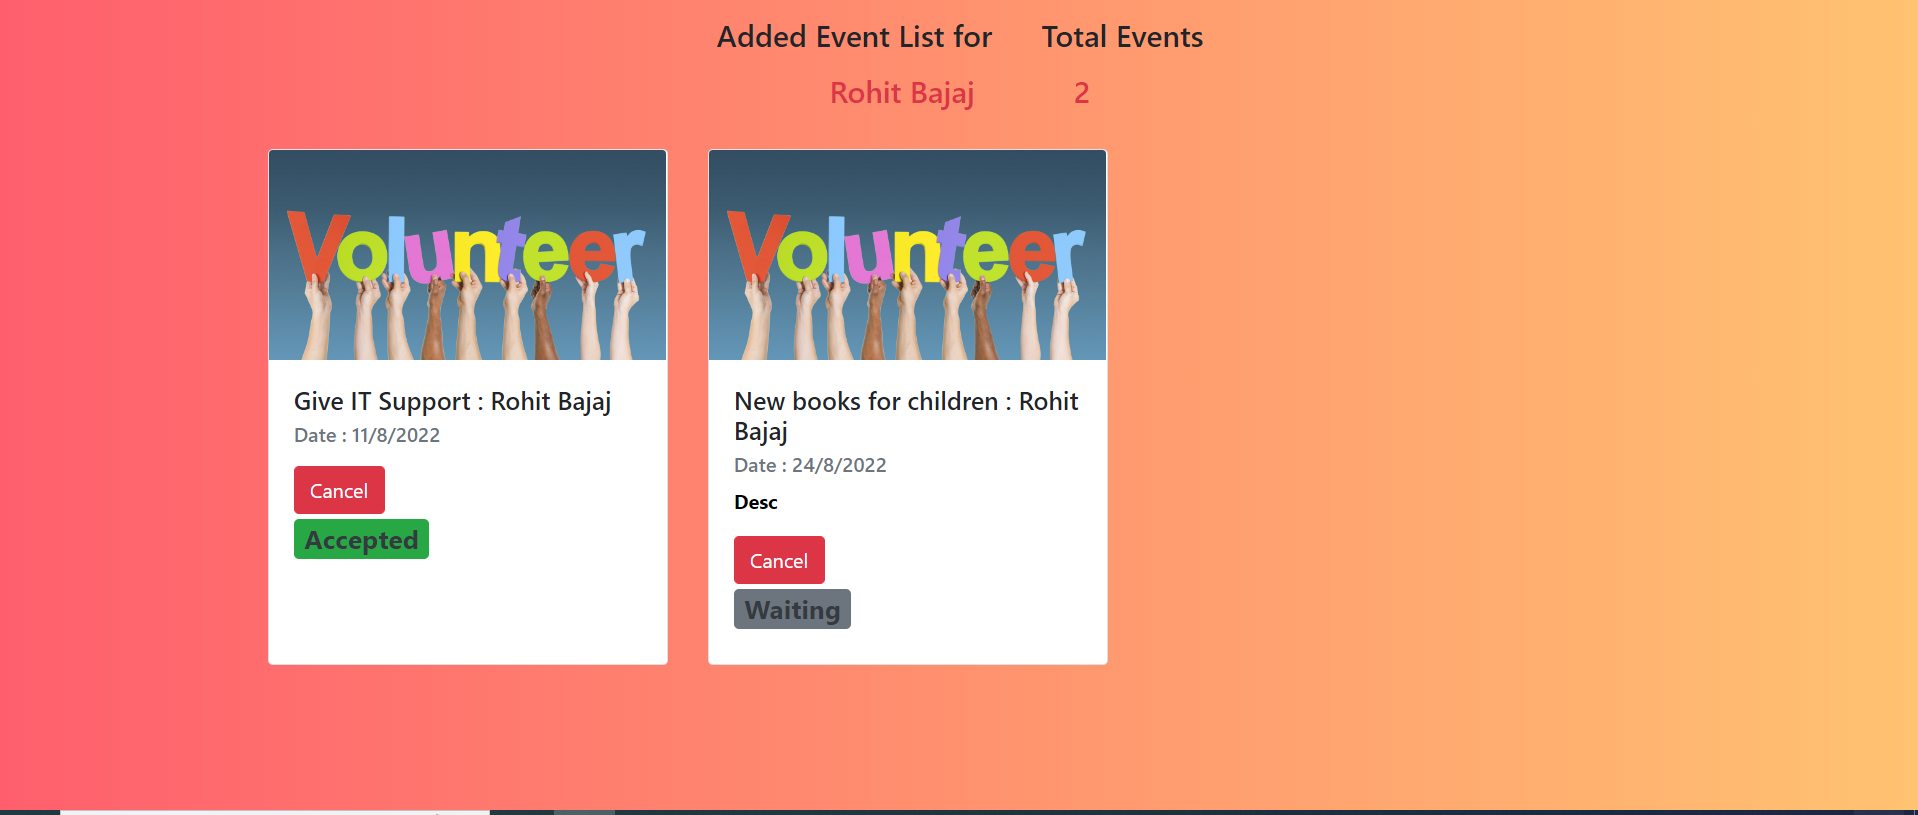 Added Event List for Total Events
Rohit Bajaj 2
Volunteer
Give IT Support : Rohit Bajaj
Date : 11/8/2022
Cancel
Accepted
Volunteer
New books for children : Rohit
Bajaj
Date : 24/8/2022
Desc
Cancel
Waiting